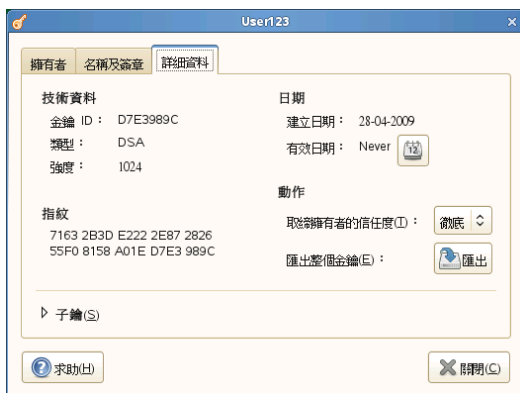 User123
擁有者 名稱及簽章 詳細資料
技術資料
金鑰 ID： D7E3989C
類型： DSA
強度： 1024
指紋
7163 2B3D E222 2E87 2826
55F0 8158 A01E D7E3 989C
日期
建立日期： 28-04-2009
有效日期： Never
12
動作
取締擁有者的信任度(T)： 徹底
匯出整個金鑰(E)： 匯出
子鑰(S)
求助(H)
關閉(C)